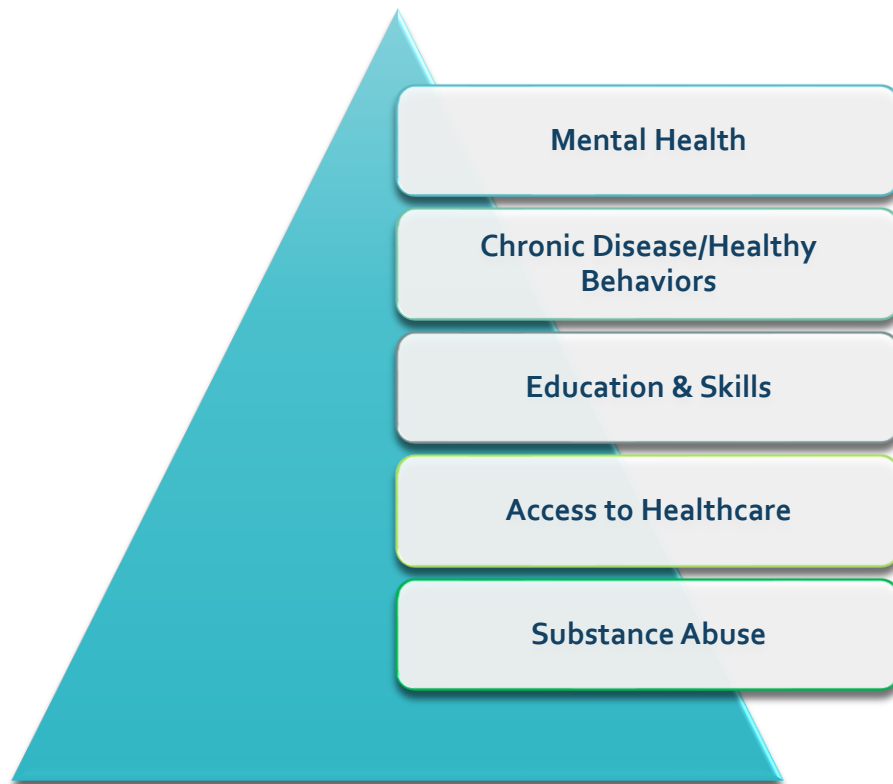 Mental Health
Chronic Disease/Healthy
Behaviors
Education & Skills
Access to Healthcare
Substance Abuse